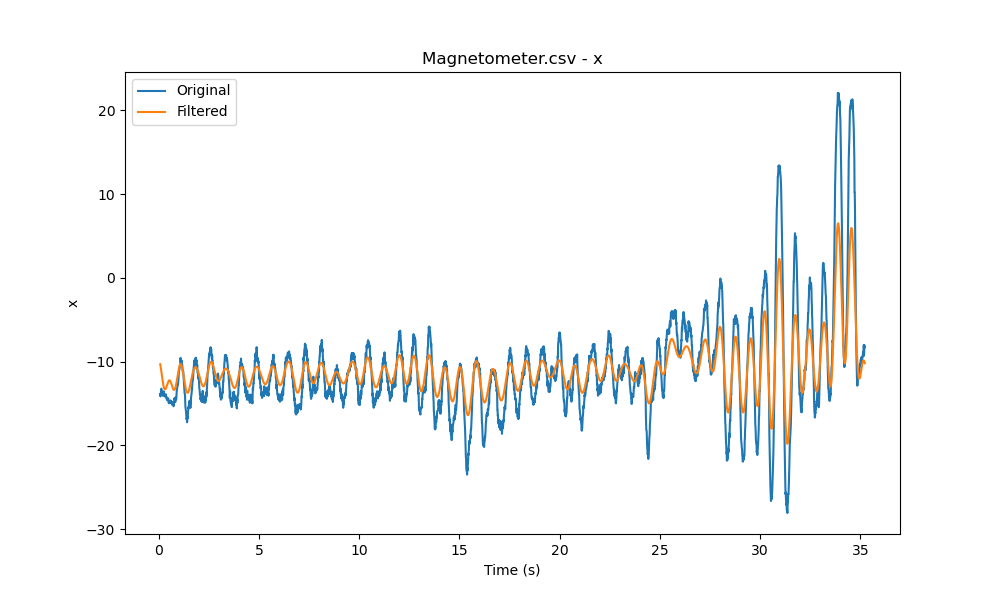 Magnetometer.csv - x
Original
Filtered
20
10
0
−10
−20
−30
x
0 5 10 15 20 25 30 35
Time (s)